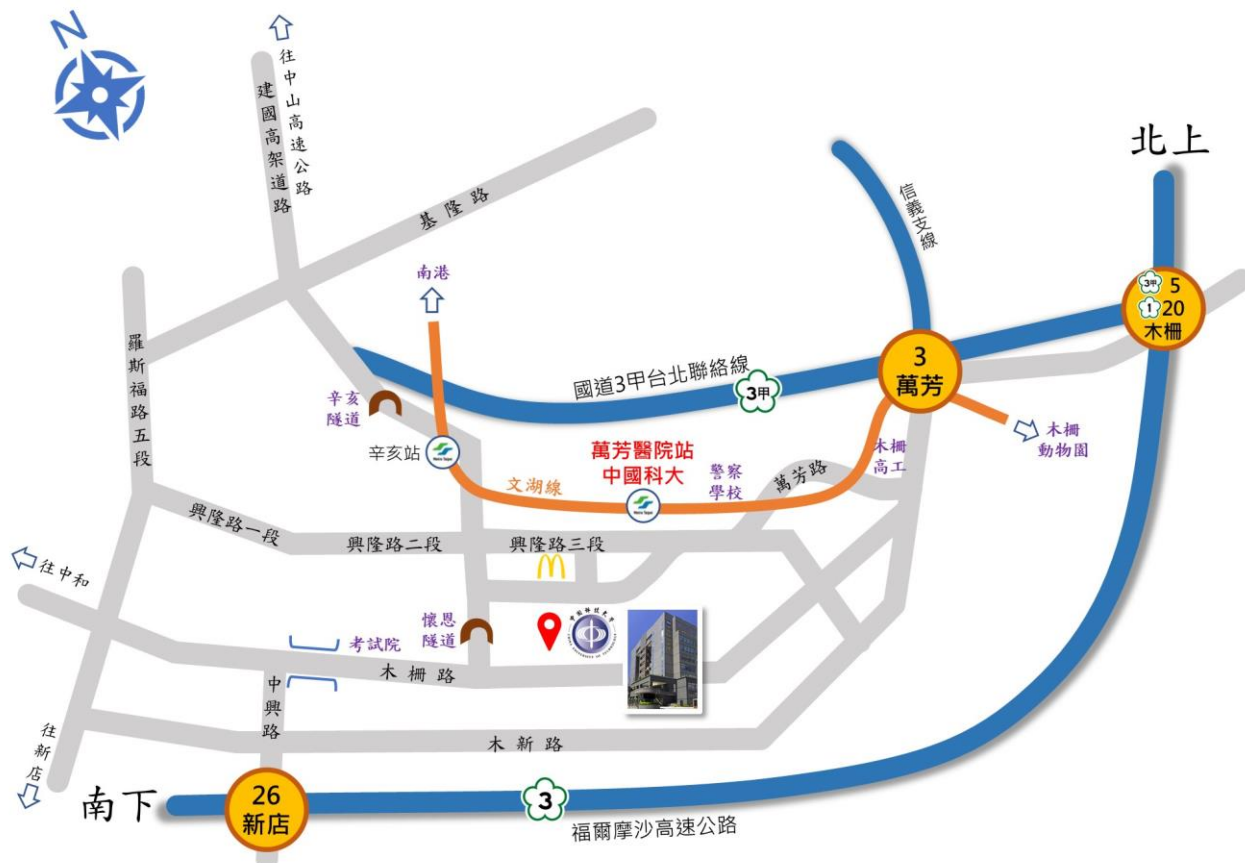 N
往中山高速公路
建國高架道路
基隆路
北上
信義支線
南港
3甲 5
1 20
木柵
羅斯福路五段
國道3甲台北聯絡線
3甲
3
萬芳
辛亥
隧道
辛亥站
萬芳醫院站
中國科大
木柵
動物園
木柵
高工
警察
學校
萬芳路
文湖線
興隆路一段
興隆路二段
興隆路三段
往中和
懷恩
隧道
中國科技大學
考試院
木柵路
中興路
木新路
往新店
南下
26
新店
3
福爾摩沙高速公路